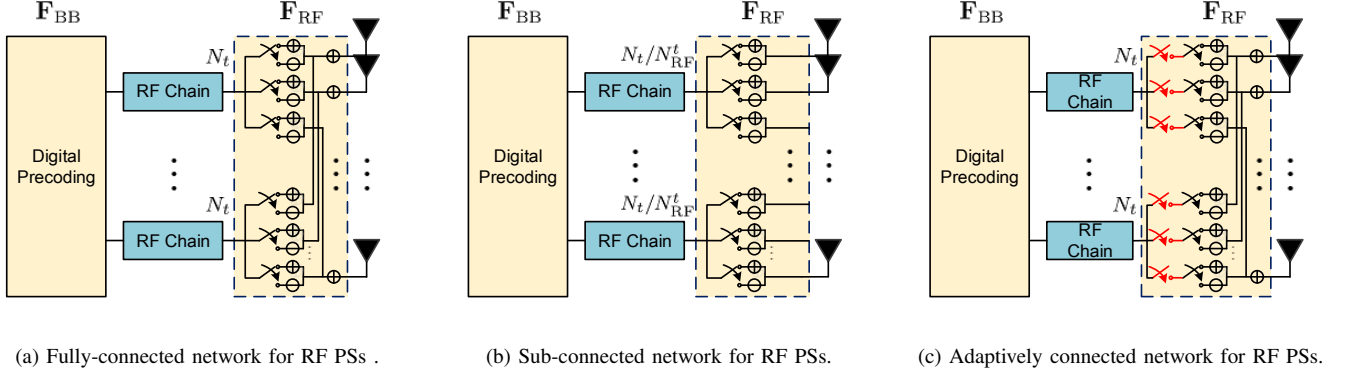 F_BB F_RF F_BB F_RF F_BB F_RF
N_t N_t/N^t_RF N_t
RF Chain RF Chain RF Chain
Digital Precoding Digital Precoding Digital Precoding
N_t N_t/N^t_RF N_t
RF Chain RF Chain RF Chain
(a) Fully-connected network for RF PSs .
(b) Sub-connected network for RF PSs.
(c) Adaptively connected network for RF PSs.